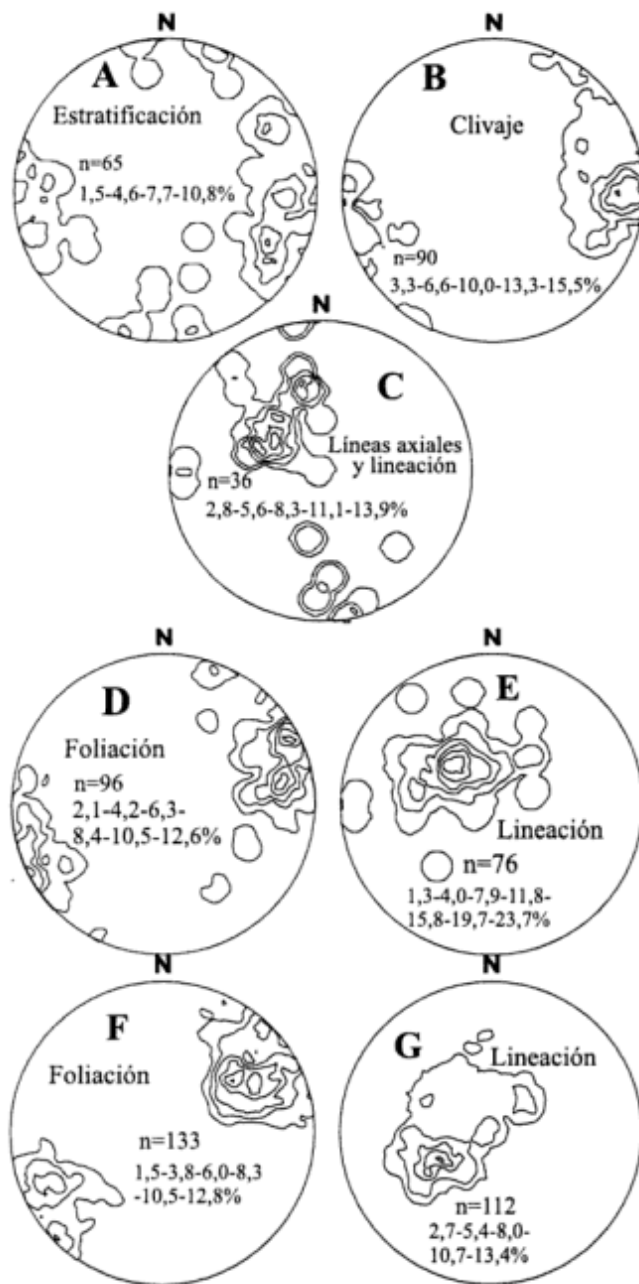 N
A
Estratificación
n=65
1,5-4,6-7,7-10,8%
N
B
Clivaje
n=90
3,3-6,6-10,0-13,3-15,5%
N
C
Líneas axiales
y lineación
n=36
2,8-5,6-8,3-11,1-13,9%
N
D
Foliación
n=96
2,1-4,2-6,3-
8,4-10,5-12,6%
N
E
Lineación
n=76
1,3-4,0-7,9-11,8-
15,8-19,7-23,7%
N
F
Foliación
n=133
1,5-3,8-6,0-8,3
-10,5-12,8%
N
G
Lineación
n=112
2,7-5,4-8,0-
10,7-13,4%